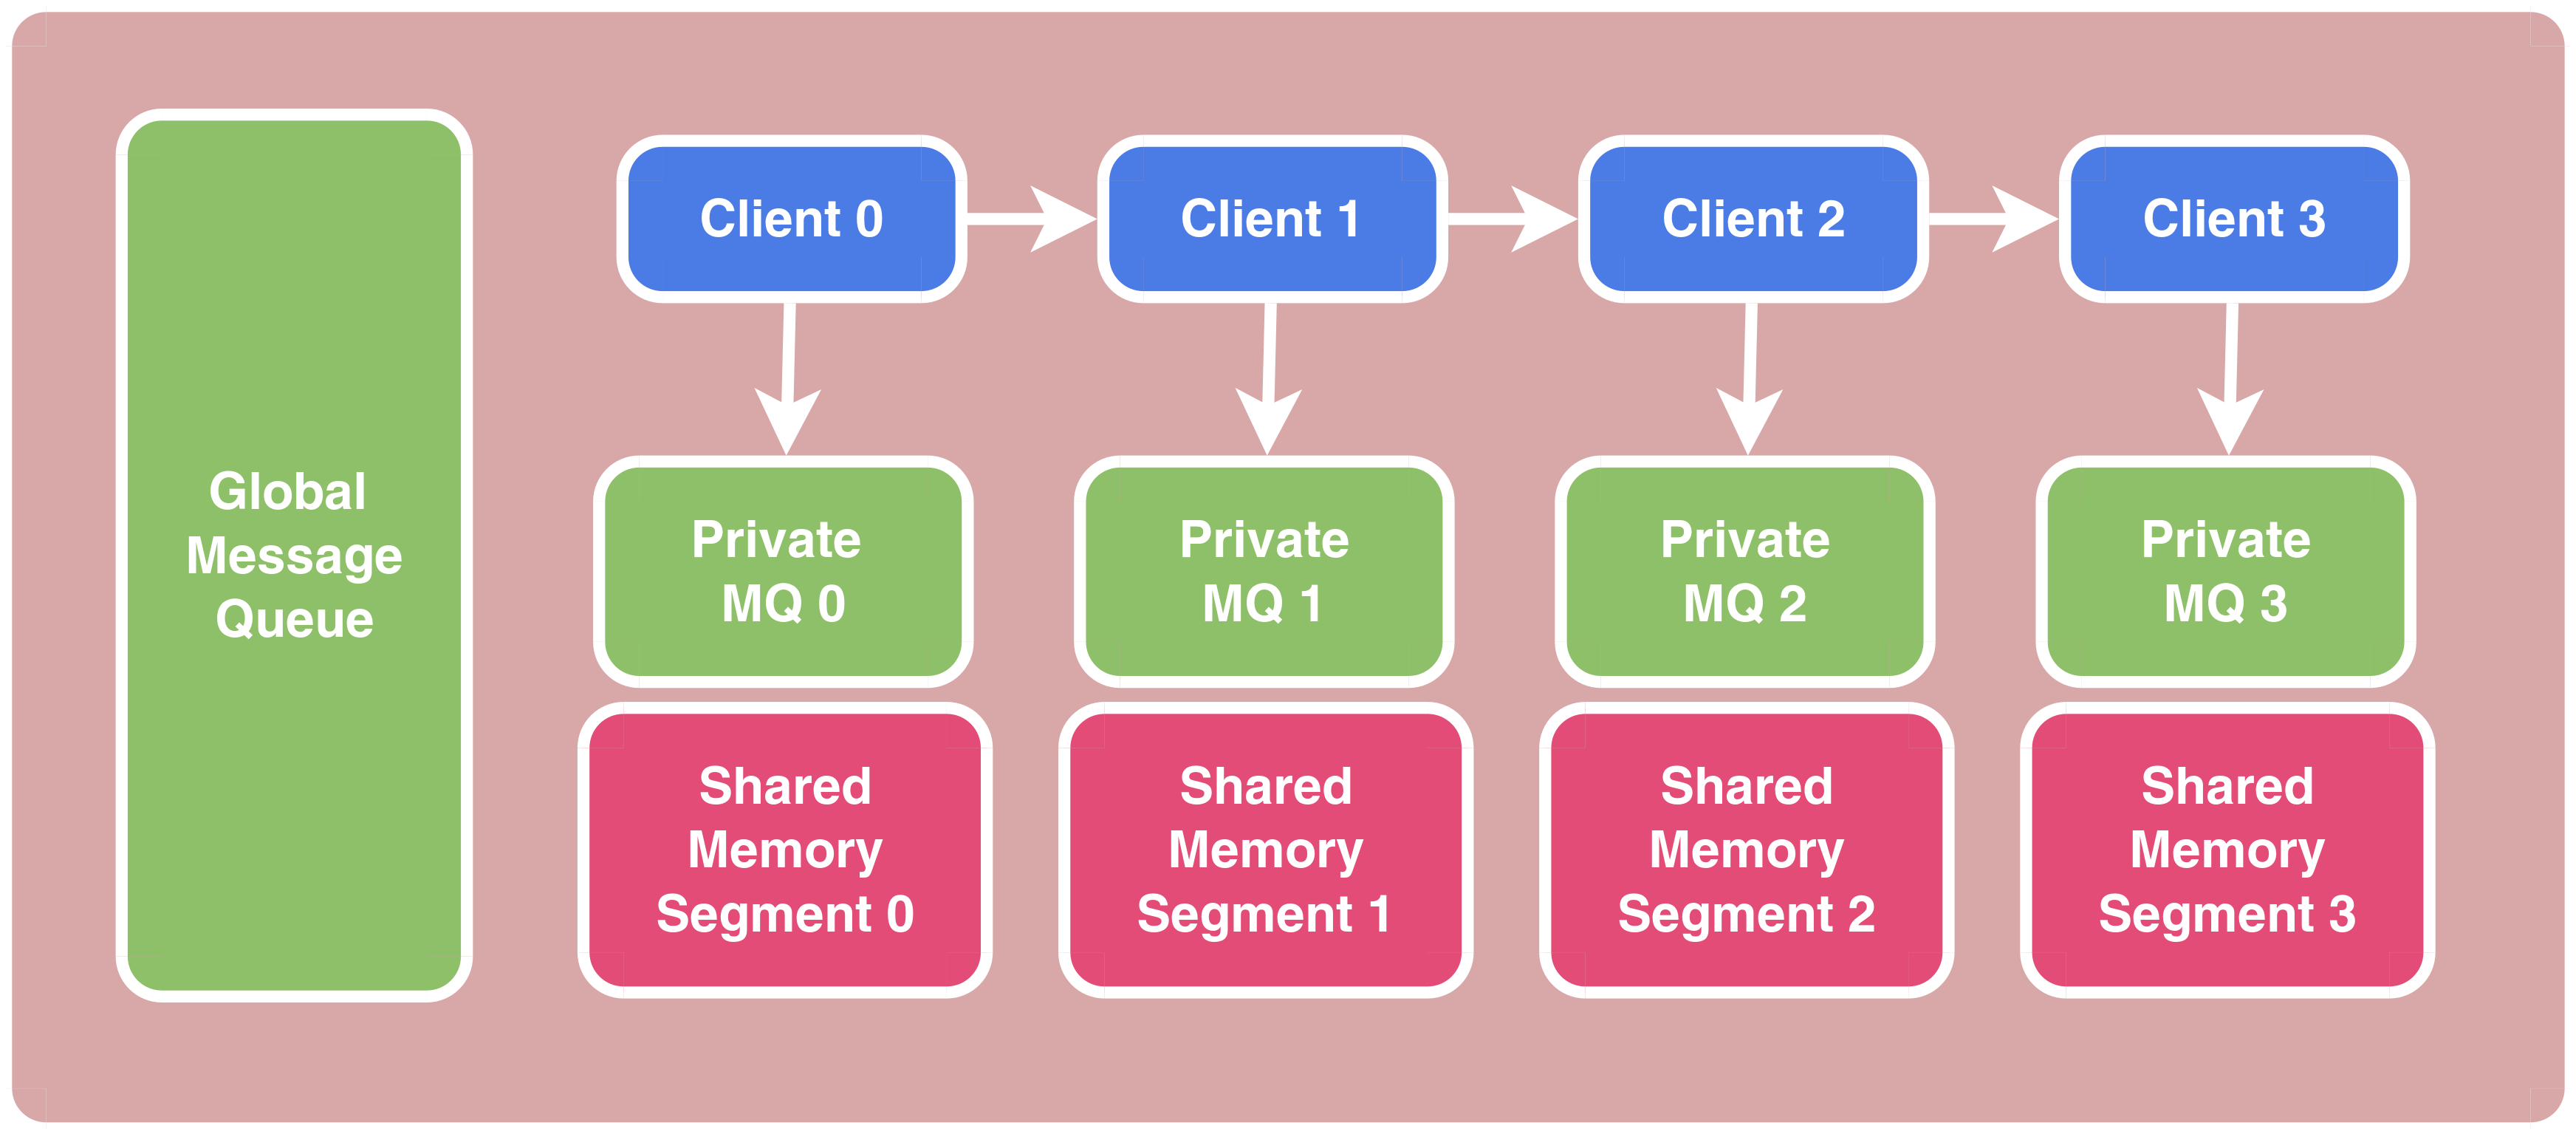 Global
Message
Queue
Client 0
Client 1
Client 2
Client 3
Private
MQ 0
Private
MQ 1
Private
MQ 2
Private
MQ 3
Shared
Memory
Segment 0
Shared
Memory
Segment 1
Shared
Memory
Segment 2
Shared
Memory
Segment 3